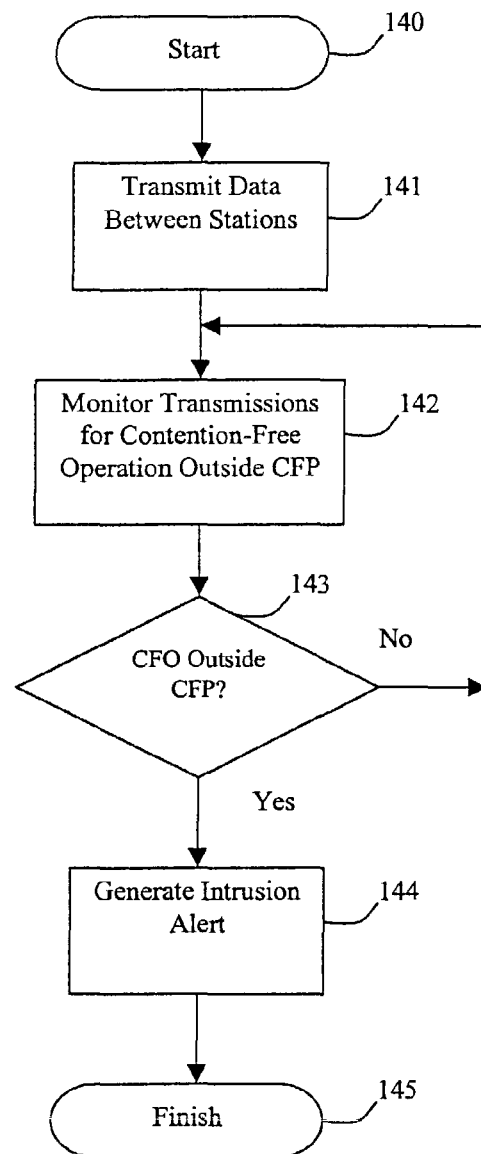 140
Start
141
Transmit Data
Between Stations
142
Monitor Transmissions
for Contention-Free
Operation Outside CFP
143
No
CFO Outside
CFP?
Yes
144
Generate Intrusion
Alert
145
Finish